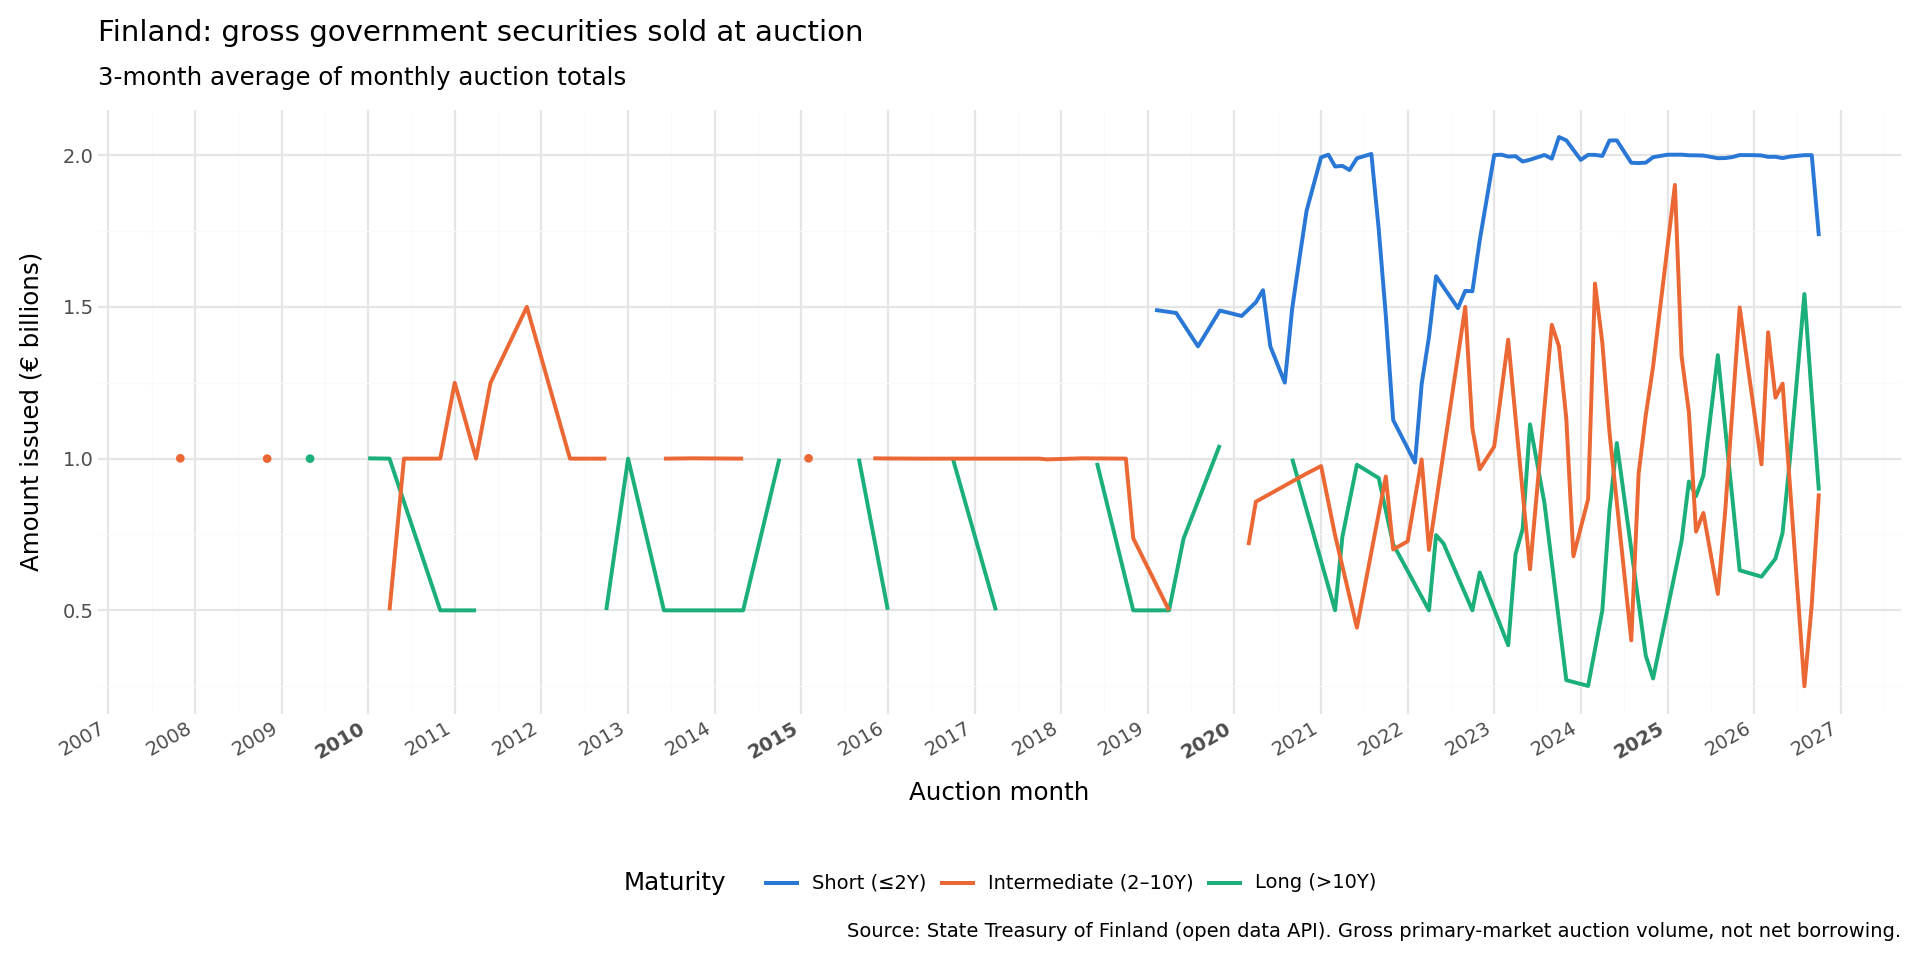 Finland: gross government securities sold at auction
3-month average of monthly auction totals
Amount issued (€ billions)
2.0
1.5
1.0
0.5
2007 2008 2009 2010 2011 2012 2013 2014 2015 2016 2017 2018 2019 2020 2021 2022 2023 2024 2025 2026 2027
Auction month
Maturity Short (≤2Y) Intermediate (2–10Y) Long (>10Y)
Source: State Treasury of Finland (open data API). Gross primary-market auction volume, not net borrowing.